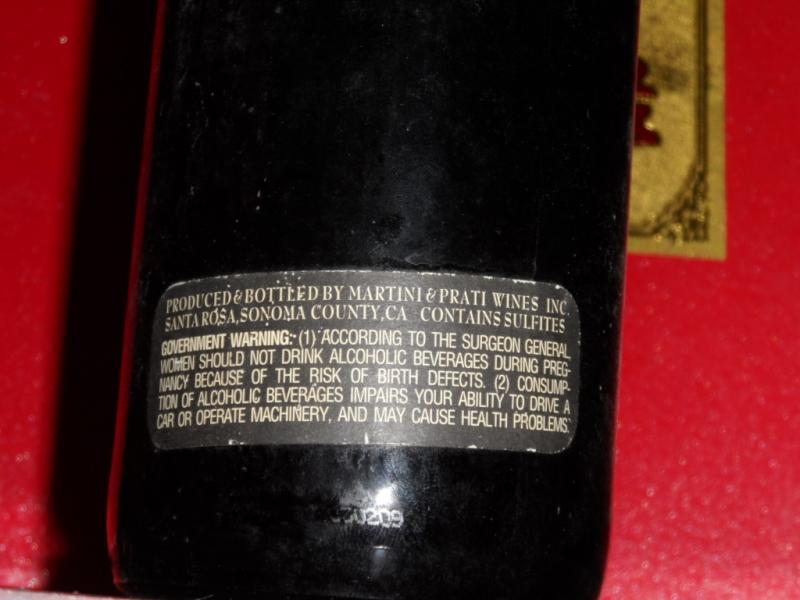 PRODUCED & BOTTLED BY MARTINI & PRATI WINES INC.
SANTA ROSA, SONOMA COUNTY, CA CONTAINS SULFITES
GOVERNMENT WARNING: (1) ACCORDING TO THE SURGEON GENERAL
WOMEN SHOULD NOT DRINK ALCOHOLIC BEVERAGES DURING PREG-
NANCY BECAUSE OF THE RISK OF BIRTH DEFECTS. (2) CONSUMP-
TION OF ALCOHOLIC BEVERAGES IMPAIRS YOUR ABILITY TO DRIVE A
CAR OR OPERATE MACHINERY, AND MAY CAUSE HEALTH PROBLEMS.